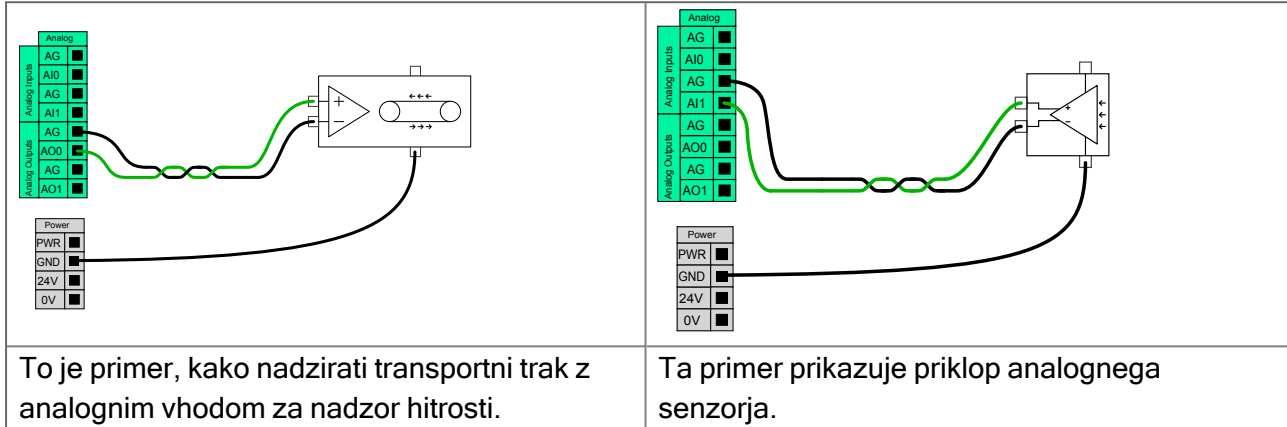 Analog
Analog Inputs
AG
AI0
AG
AI1
Analog Outputs
AG
AO0
AG
AO1
Power
PWR
GND
24V
0V
+
−
←←←
→→→
To je primer, kako nadzirati transportni trak z
analognim vhodom za nadzor hitrosti.
Analog
Analog Inputs
AG
AI0
AG
AI1
Analog Outputs
AG
AO0
AG
AO1
Power
PWR
GND
24V
0V
+
-
Ta primer prikazuje priklop analognega
senzorja.